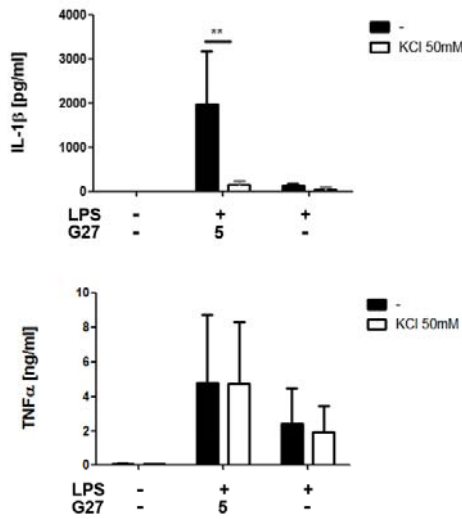 4000
3000
2000
1000
0
IL-1β [pg/ml]
**
-
KCl 50mM
LPS - + +
G27 - 5 -
10
8
6
4
2
0
TNFα [ng/ml]
-
KCl 50mM
LPS - + +
G27 - 5 -